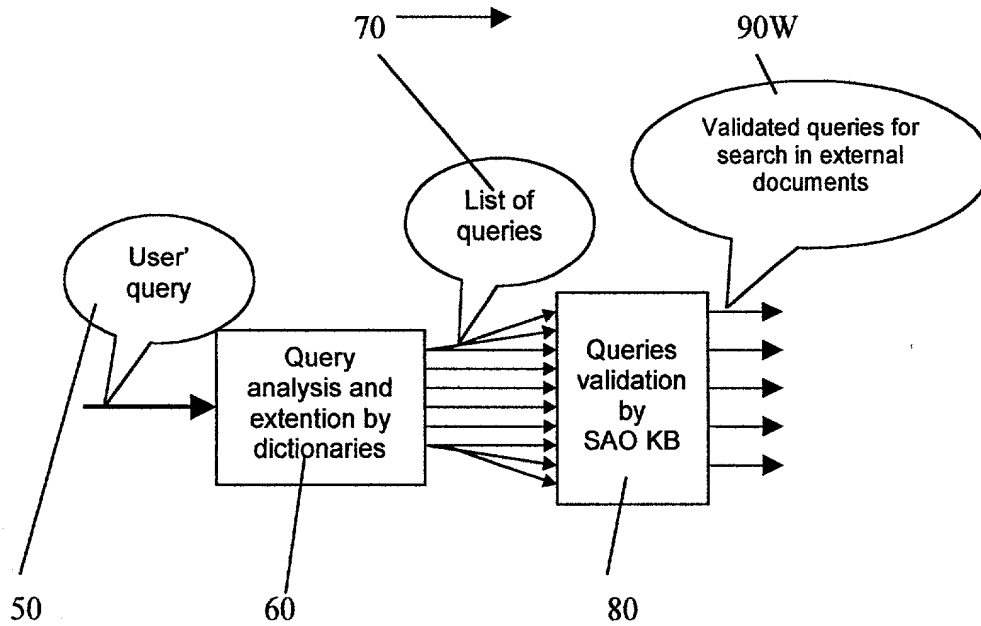 70
90W
Validated queries for
search in external
documents
List of
queries
User'
query
Query
analysis and
extention by
dictionaries
Queries
validation
by
SAO KB
50
60
80